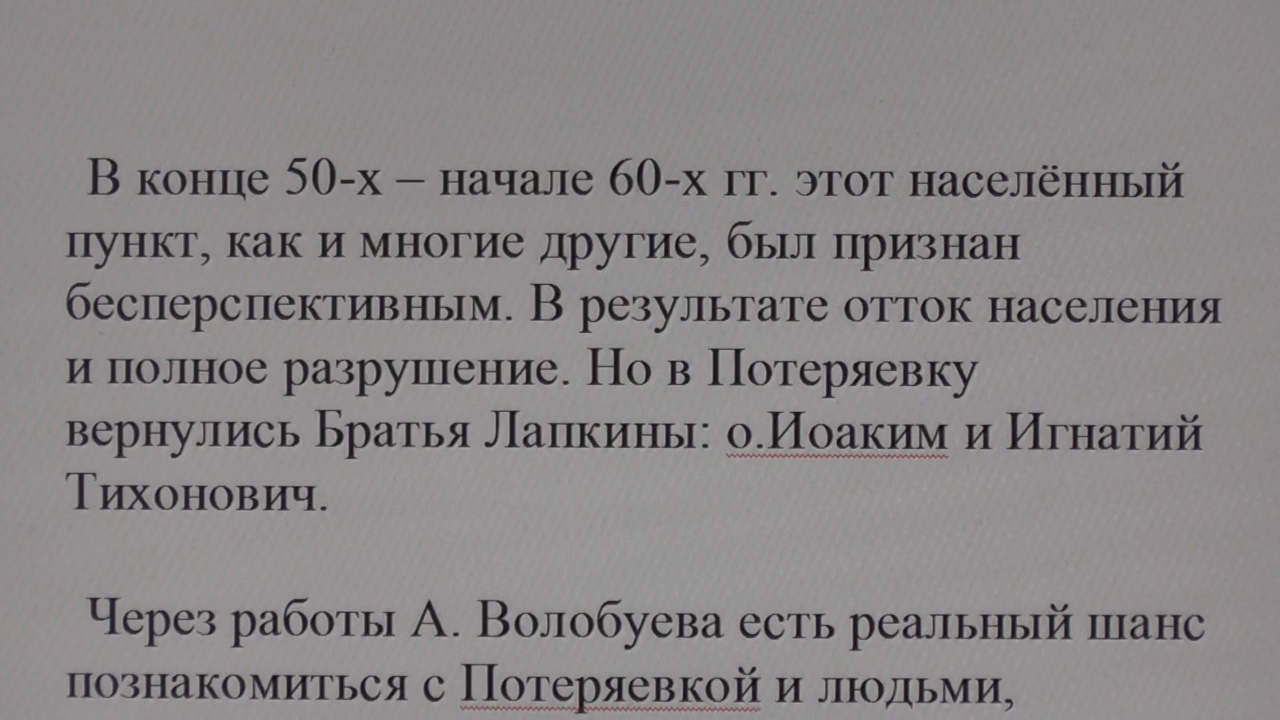 В конце 50-х – начале 60-х гг. этот населённый
пункт, как и многие другие, был признан
бесперспективным. В результате отток населения
и полное разрушение. Но в Потеряевку
вернулись Братья Лапкины: о.Иоаким и Игнатий
Тихонович.
Через работы А. Волобуева есть реальный шанс
познакомиться с Потеряевкой и людьми,